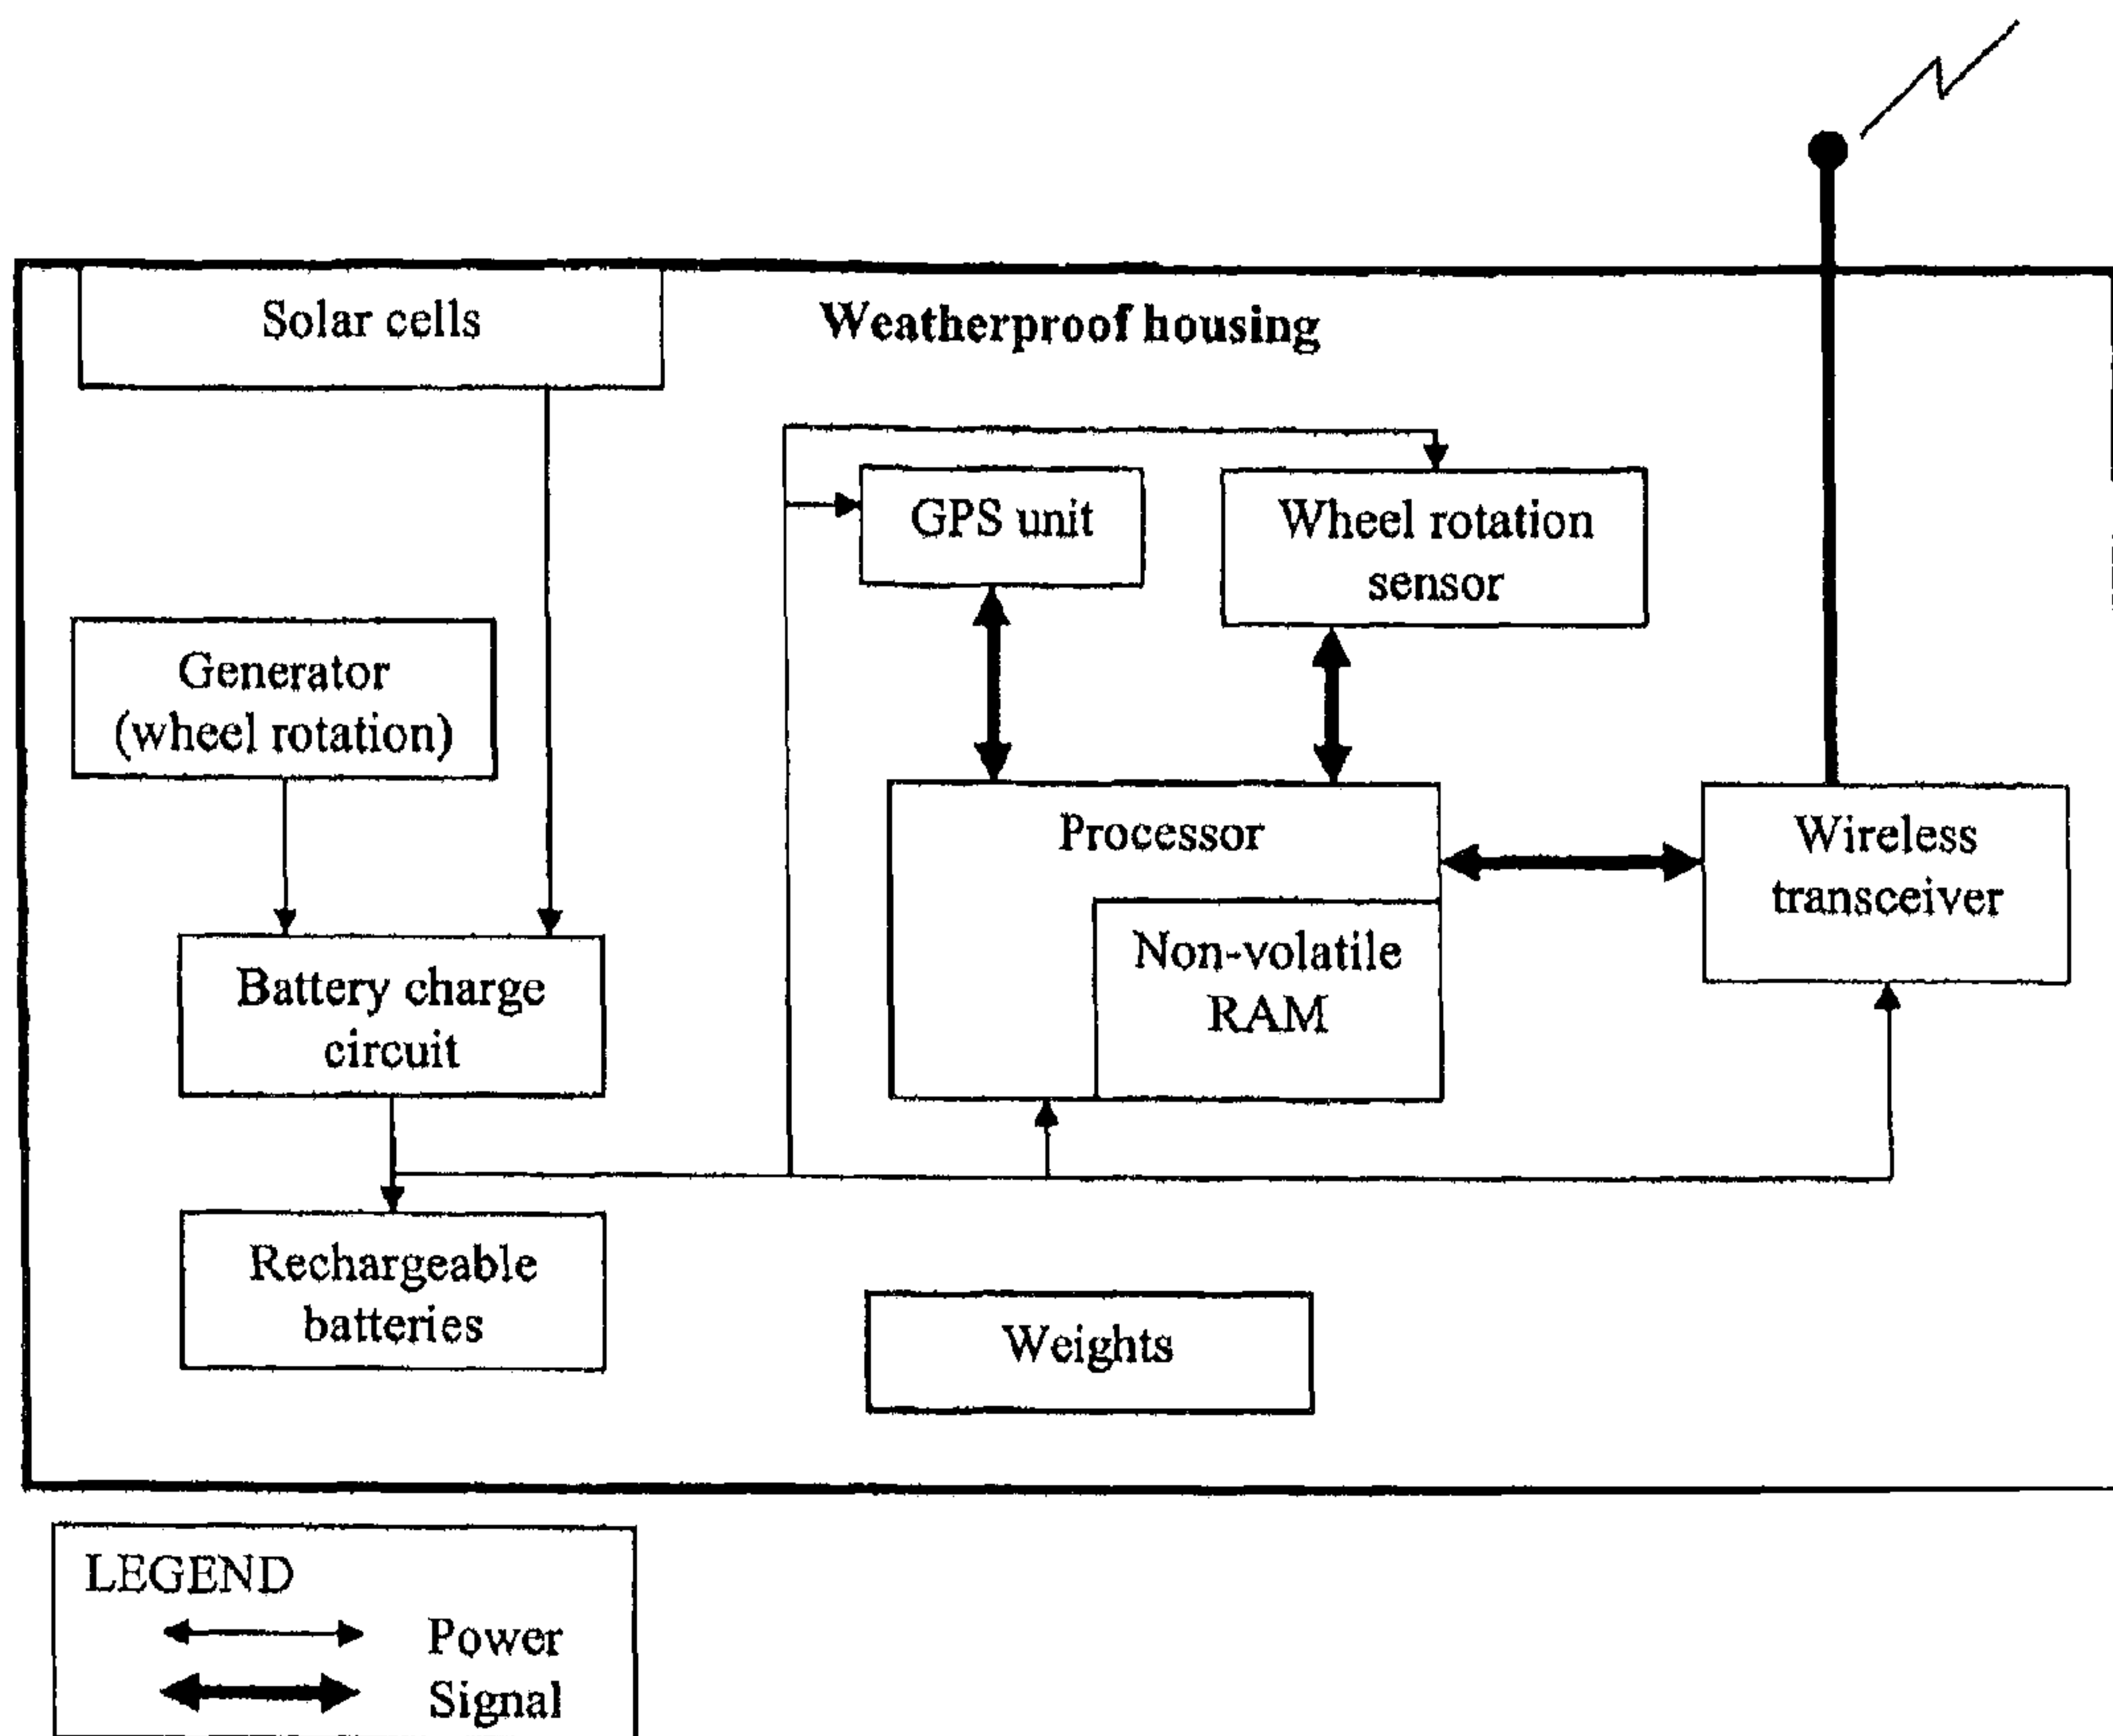 Solar cells
Weatherproof housing
GPS unit
Wheel rotation
sensor
Generator
(wheel rotation)
Processor
Wireless
transceiver
Non-volatile
RAM
Battery charge
circuit
Rechargeable
batteries
Weights
LEGEND
Power
Signal